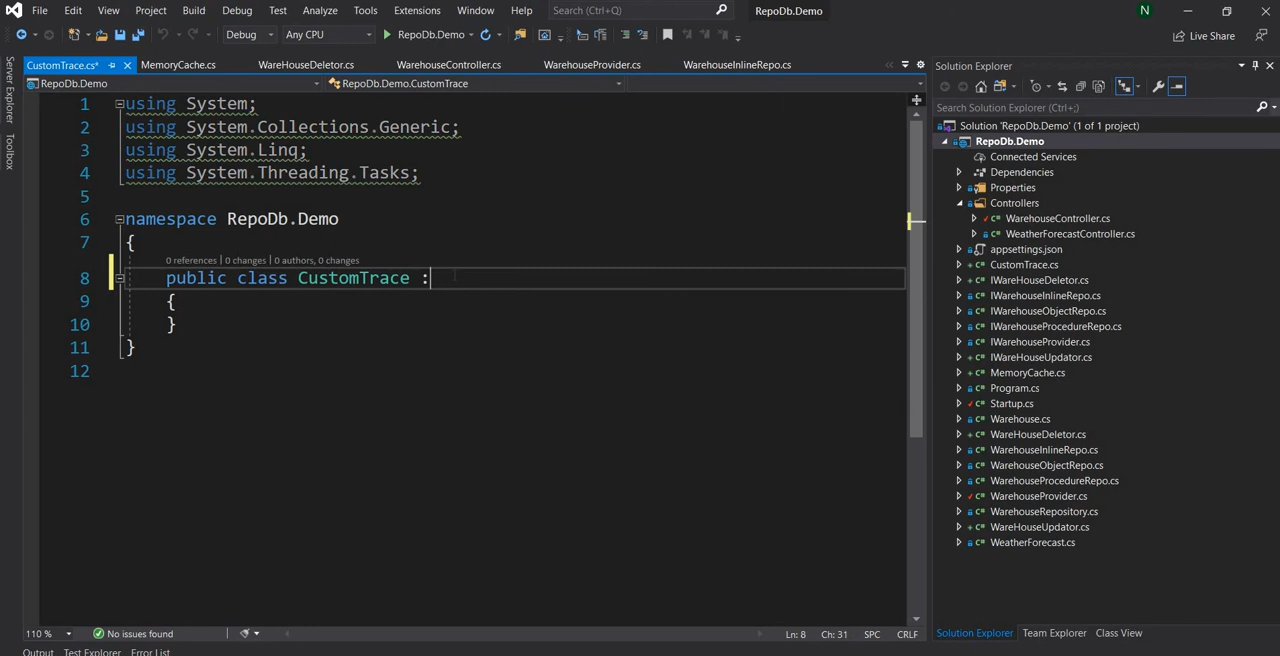 File Edit View Project Build Debug Test Analyze Tools Extensions Window Help Search (Ctrl+Q) RepoDb.Demo N
Debug Any CPU RepoDb.Demo Live Share
CustomTrace.cs* MemoryCache.cs WareHouseDeletor.cs WarehouseController.cs WarehouseProvider.cs WarehouseInlineRepo.cs
RepoDb.Demo RepoDb.Demo.CustomTrace
Server Explorer
Toolbox
1 using System;
2 using System.Collections.Generic;
3 using System.Linq;
4 using System.Threading.Tasks;
5
6 namespace RepoDb.Demo
7 {
0 references | 0 changes | 0 authors, 0 changes
8 public class CustomTrace :
9 {
10 }
11 }
12
110 % No issues found Ln: 8 Ch: 31 SPC CRLF
Output Test Explorer Error List
Solution Explorer
Search Solution Explorer (Ctrl+;)
Solution 'RepoDb.Demo' (1 of 1 project)
RepoDb.Demo
Connected Services
Dependencies
Properties
Controllers
C# WarehouseController.cs
C# WeatherForecastController.cs
appsettings.json
C# CustomTrace.cs
C# IWareHouseDeletor.cs
C# IWarehouseInlineRepo.cs
C# IWarehouseObjectRepo.cs
C# IWarehouseProcedureRepo.cs
C# IWarehouseProvider.cs
C# IWareHouseUpdator.cs
C# MemoryCache.cs
C# Program.cs
C# Startup.cs
C# Warehouse.cs
C# WareHouseDeletor.cs
C# WarehouseInlineRepo.cs
C# WarehouseObjectRepo.cs
C# WarehouseProcedureRepo.cs
C# WarehouseProvider.cs
C# WarehouseRepository.cs
C# WareHouseUpdator.cs
C# WeatherForecast.cs
Solution Explorer Team Explorer Class View